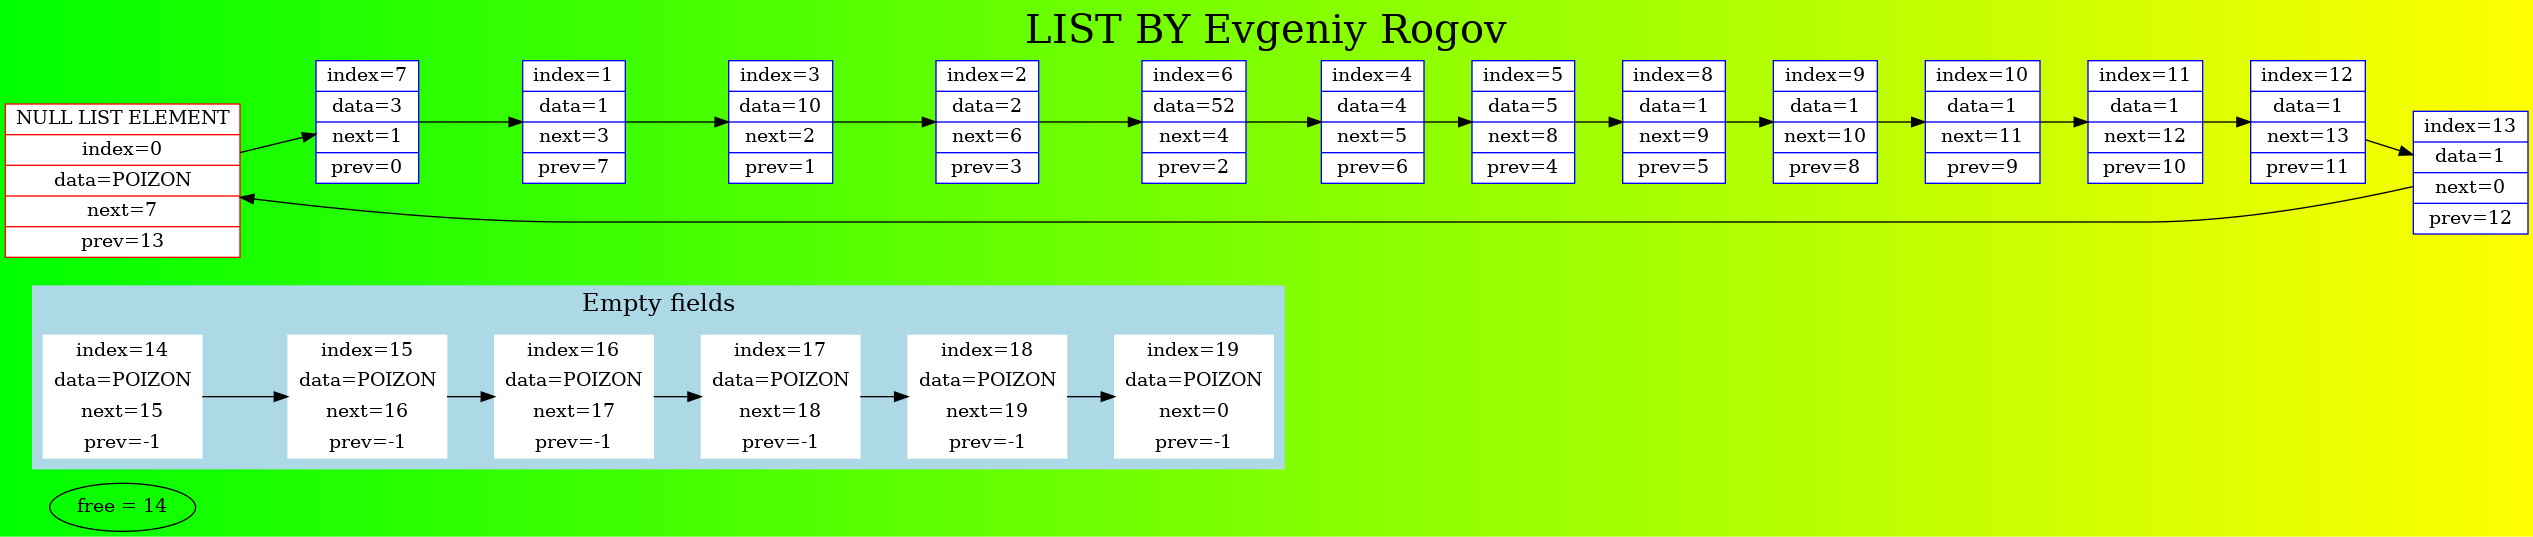 LIST BY Evgeniy Rogov
NULL LIST ELEMENT
index=0
data=POIZON
next=7
prev=13
index=7
data=3
next=1
prev=0
index=1
data=1
next=3
prev=7
index=3
data=10
next=2
prev=1
index=2
data=2
next=6
prev=3
index=6
data=52
next=4
prev=2
index=4
data=4
next=5
prev=6
index=5
data=5
next=8
prev=4
index=8
data=1
next=9
prev=5
index=9
data=1
next=10
prev=8
index=10
data=1
next=11
prev=9
index=11
data=1
next=12
prev=10
index=12
data=1
next=13
prev=11
index=13
data=1
next=0
prev=12
Empty fields
index=14
data=POIZON
next=15
prev=-1
index=15
data=POIZON
next=16
prev=-1
index=16
data=POIZON
next=17
prev=-1
index=17
data=POIZON
next=18
prev=-1
index=18
data=POIZON
next=19
prev=-1
index=19
data=POIZON
next=0
prev=-1
free = 14